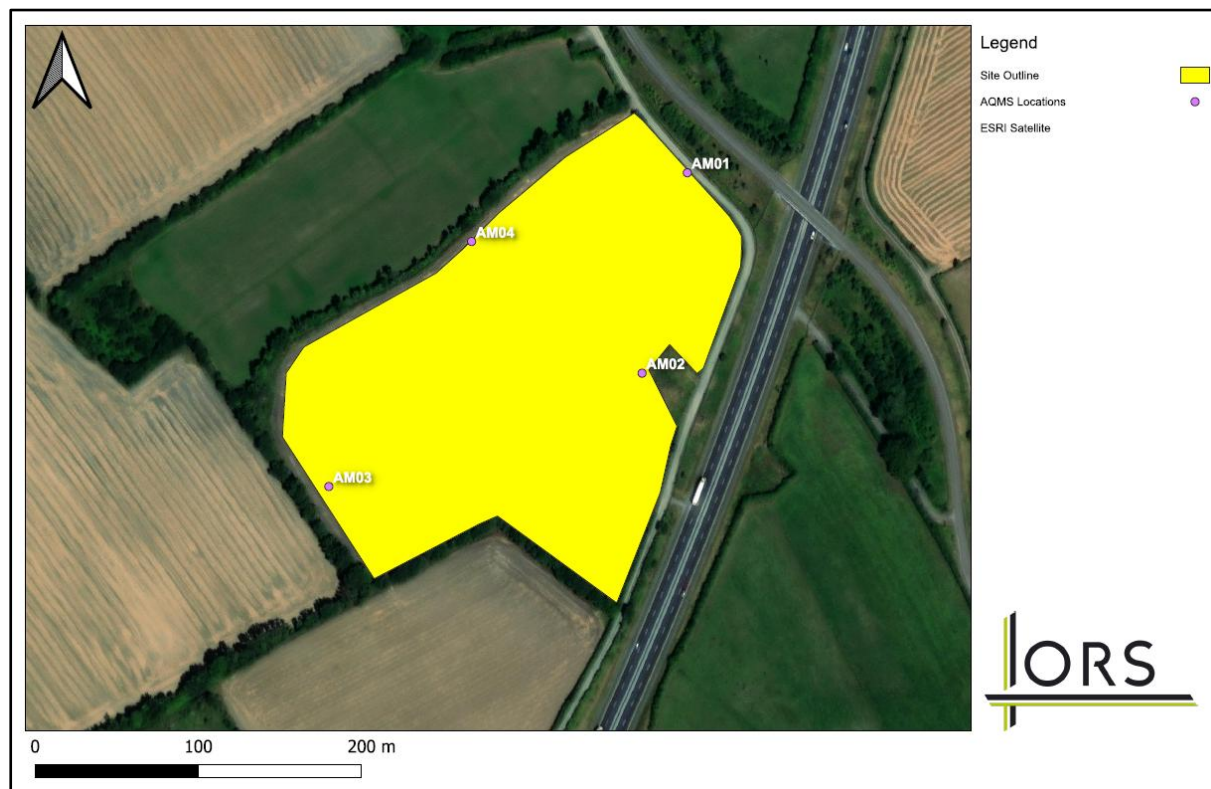 Legend
Site Outline
AQMS Locations
ESRI Satellite
AM01
AM04
AM02
AM03
ORS
0 100 200 m